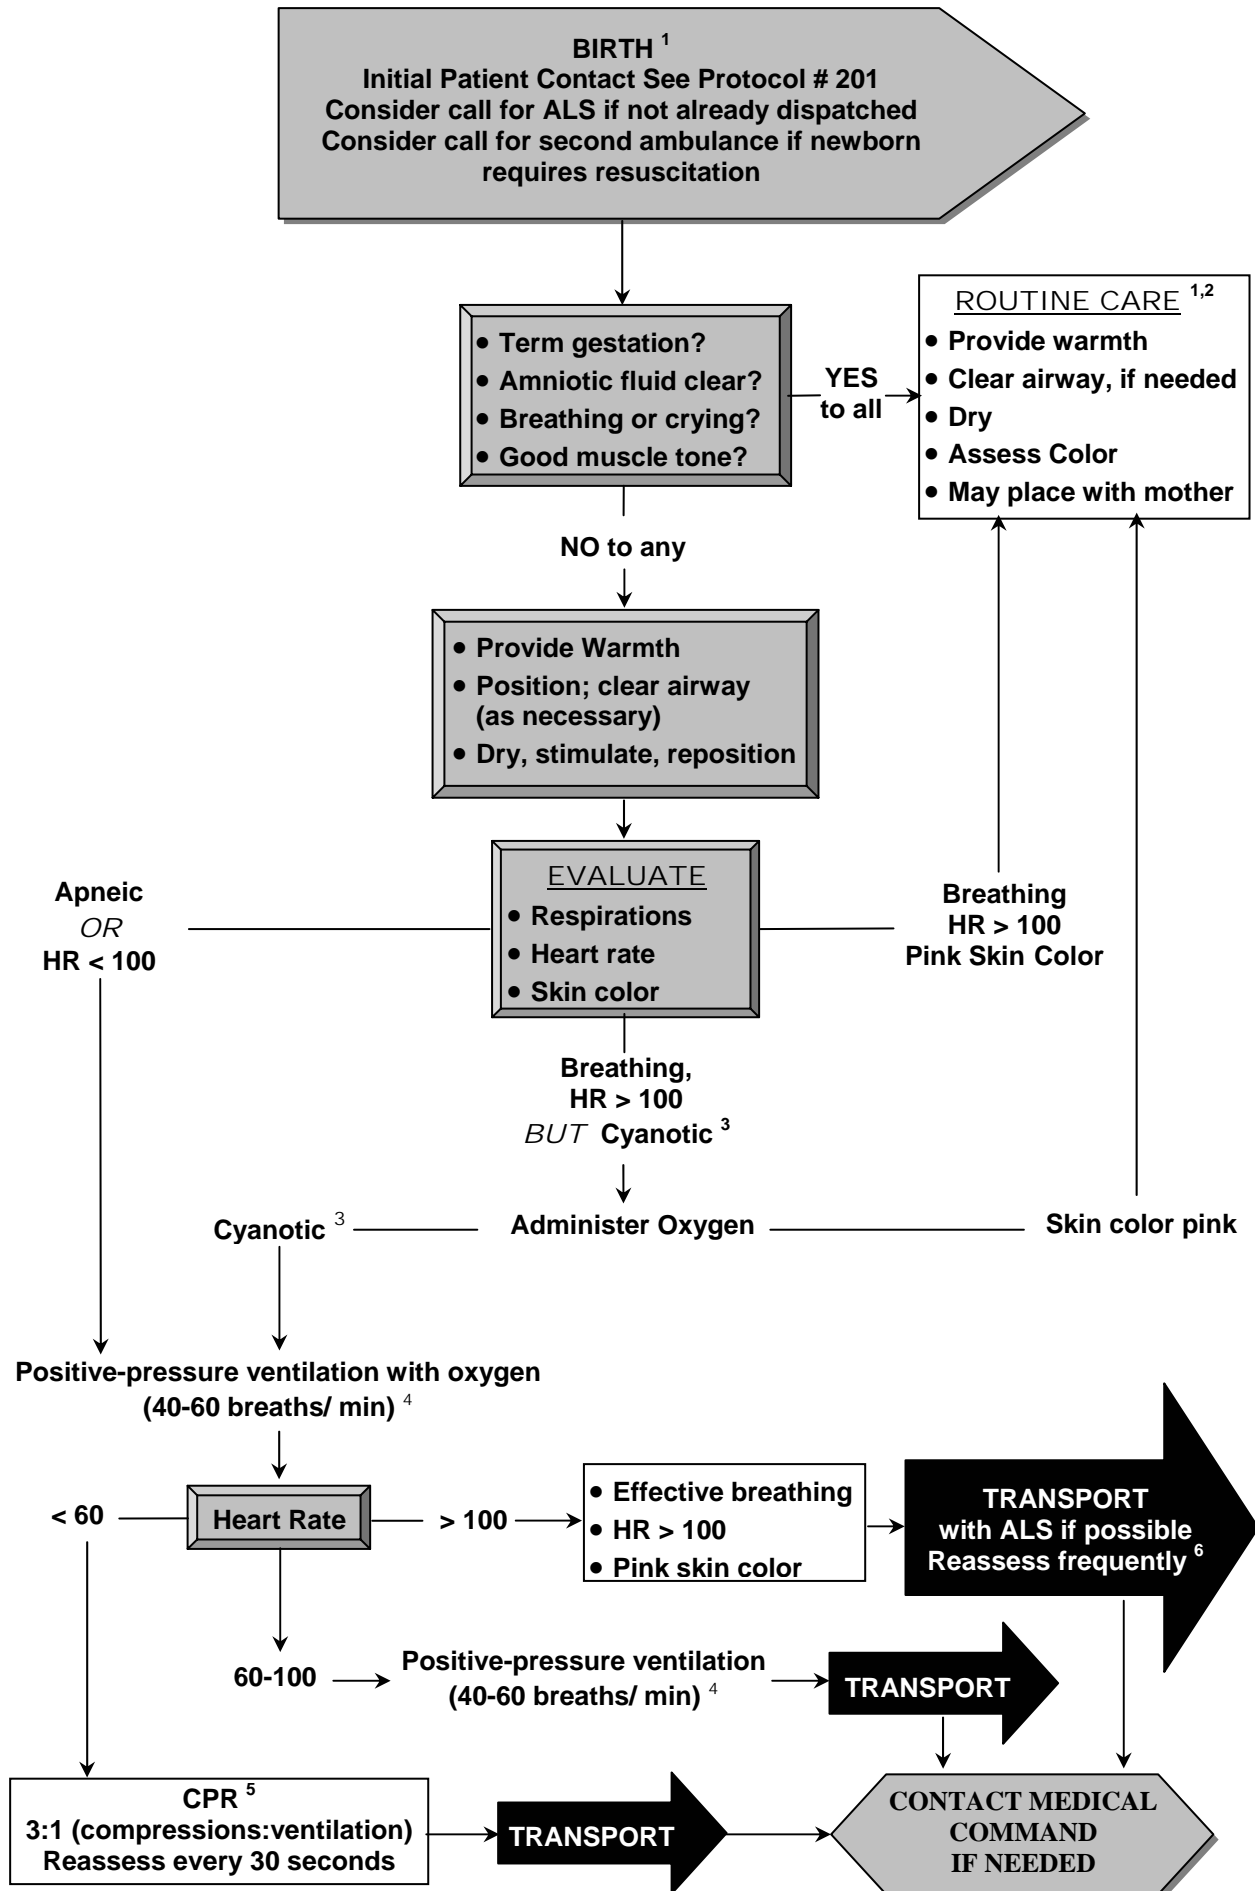 BIRTH 1
Initial Patient Contact See Protocol # 201
Consider call for ALS if not already dispatched
Consider call for second ambulance if newborn
requires resuscitation
• Term gestation?
• Amniotic fluid clear?
• Breathing or crying?
• Good muscle tone?
YES
to all
ROUTINE CARE 1,2
• Provide warmth
• Clear airway, if needed
• Dry
• Assess Color
• May place with mother
NO to any
• Provide Warmth
• Position; clear airway
(as necessary)
• Dry, stimulate, reposition
EVALUATE
• Respirations
• Heart rate
• Skin color
Apneic
OR
HR < 100
Breathing
HR > 100
Pink Skin Color
Breathing,
HR > 100
BUT Cyanotic 3
Cyanotic 3
Administer Oxygen
Skin color pink
Positive-pressure ventilation with oxygen
(40-60 breaths/ min) 4
< 60
Heart Rate
> 100
• Effective breathing
• HR > 100
• Pink skin color
TRANSPORT
with ALS if possible
Reassess frequently 6
60-100
Positive-pressure ventilation
(40-60 breaths/ min) 4
TRANSPORT
CPR 5
3:1 (compressions:ventilation)
Reassess every 30 seconds
TRANSPORT
CONTACT MEDICAL
COMMAND
IF NEEDED